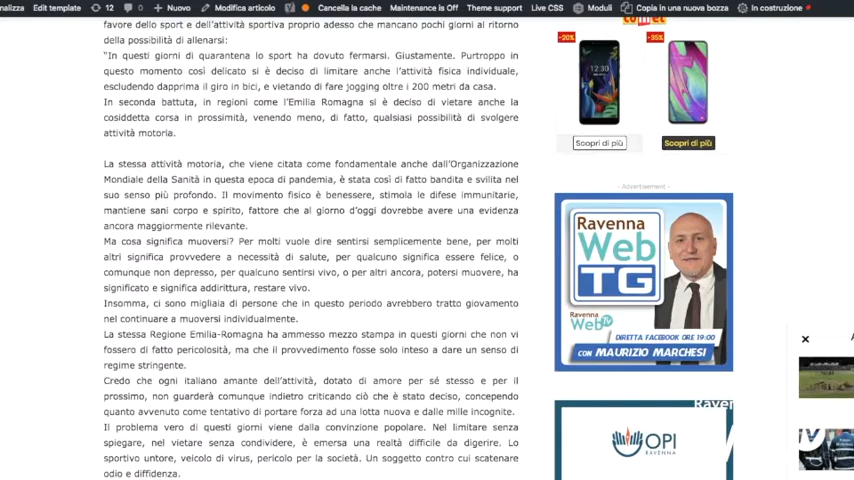 nalizza Edit template 12 0 Nuovo Modifica articolo Cancella la cache Maintenance is Off Theme support Live CSS Moduli Copia in una nuova bozza In costruzione
favore dello sport e dell'attività sportiva proprio adesso che mancano pochi giorni al ritorno
della possibilità di allenarsi:
"In questi giorni di quarantena lo sport ha dovuto fermarsi. Giustamente. Purtroppo in
questo momento così delicato si è deciso di limitare anche l'attività fisica individuale,
escludendo dapprima il giro in bici, e vietando di fare jogging oltre i 200 metri da casa.
In seconda battuta, in regioni come l'Emilia Romagna si è deciso di vietare anche la
cosiddetta corsa in prossimità, venendo meno, di fatto, qualsiasi possibilità di svolgere
attività motoria.
La stessa attività motoria, che viene citata come fondamentale anche dall'Organizzazione
Mondiale della Sanità in questa epoca di pandemia, è stata così di fatto bandita e svilita nel
suo senso più profondo. Il movimento fisico è benessere, stimola le difese immunitarie,
mantiene sani corpo e spirito, fattore che al giorno d'oggi dovrebbe avere una evidenza
ancora maggiormente rilevante.
Ma cosa significa muoversi? Per molti vuole dire sentirsi semplicemente bene, per molti
altri significa provvedere a necessità di salute, per qualcuno significa essere felice, o
comunque non depresso, per qualcuno sentirsi vivo, o per altri ancora, potersi muovere, ha
significato e significa addirittura, restare vivo.
Insomma, ci sono migliaia di persone che in questo periodo avrebbero tratto giovamento
nel continuare a muoversi individualmente.
La stessa Regione Emilia-Romagna ha ammesso mezzo stampa in questi giorni che non vi
fossero di fatto pericolosità, ma che il provvedimento fosse solo inteso a dare un senso di
regime stringente.
Credo che ogni italiano amante dell'attività, dotato di amore per sé stesso e per il
prossimo, non guarderà comunque indietro criticando ciò che è stato deciso, concependo
quanto avvenuto come tentativo di portare forza ad una lotta nuova e dalle mille incognite.
Il problema vero di questi giorni viene dalla convinzione popolare. Nel limitare senza
spiegare, nel vietare senza condividere, è emersa una realtà difficile da digerire. Lo
sportivo untore, veicolo di virus, pericolo per la società. Un soggetto contro cui scatenare
odio e diffidenza.
comet
-20%
-35%
12:30
Scopri di più
Scopri di più
- Advertisement -
Ravenna
Web
TG
Ravenna
WebTv
DIRETTA FACEBOOK ORE 19:00
CON MAURIZIO MARCHESI
Raven
OPI
RAVENNA
×